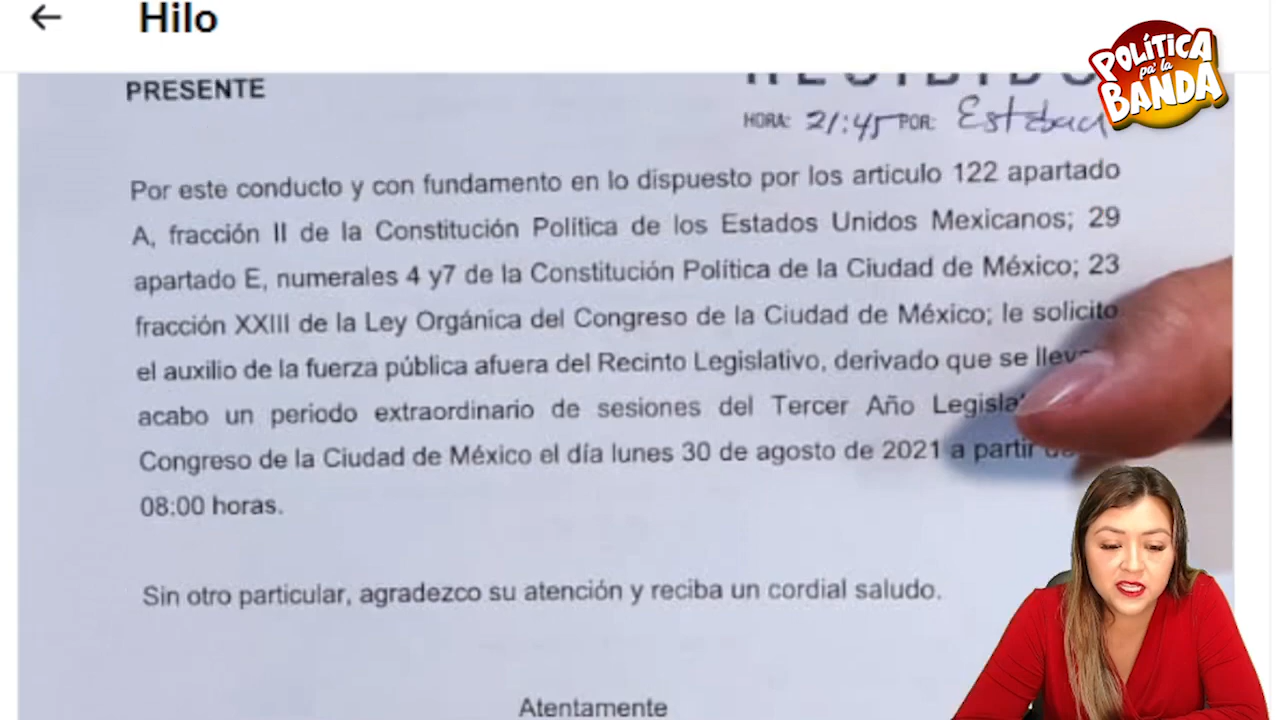 Hilo
POLÍTICA
pa' la
BANDA
PRESENTE
RECIBIDO
HORA: 21:45 POR: Esteban
Por este conducto y con fundamento en lo dispuesto por los articulo 122 apartado
A, fracción II de la Constitución Política de los Estados Unidos Mexicanos; 29
apartado E, numerales 4 y7 de la Constitución Política de la Ciudad de México; 23
fracción XXIII de la Ley Orgánica del Congreso de la Ciudad de México; le solicito
el auxilio de la fuerza pública afuera del Recinto Legislativo, derivado que se
acabo un periodo extraordinario de sesiones del Tercer Año
Congreso de la Ciudad de México el día lunes 30 de agosto de 2021 a partir
08:00 horas.
Sin otro particular, agradezco su atención y reciba un cordial saludo.
Atentamente